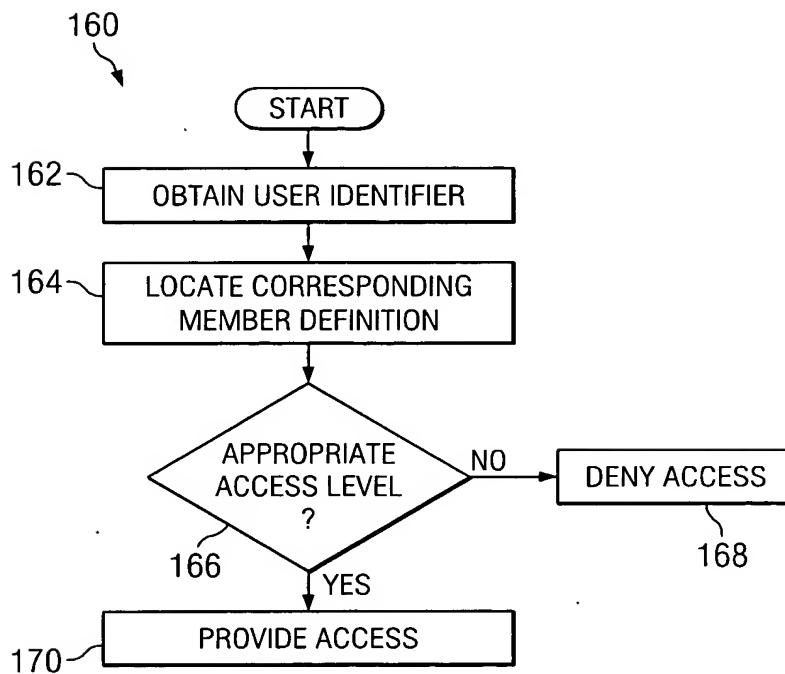 160
START
162
OBTAIN USER IDENTIFIER
164
LOCATE CORRESPONDING
MEMBER DEFINITION
APPROPRIATE
ACCESS LEVEL
?
NO
DENY ACCESS
166
168
YES
PROVIDE ACCESS
170